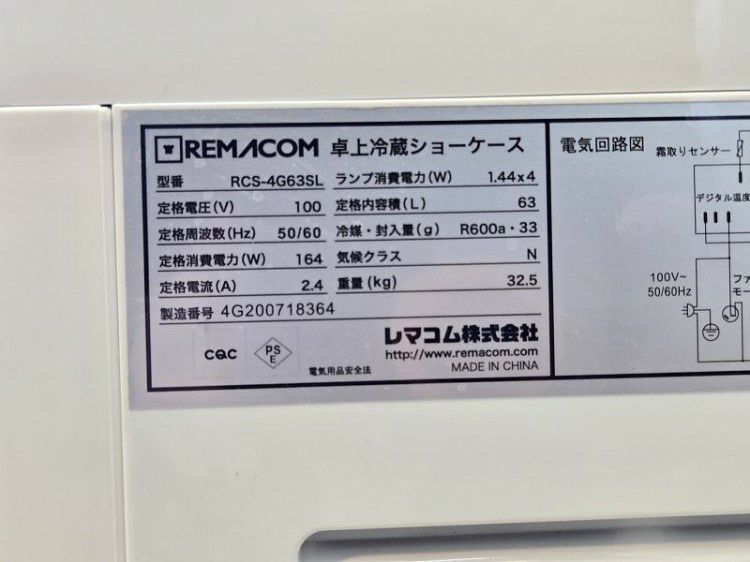 REMACOM 卓上冷蔵ショーケース
型番 RCS-4G63SL
定格電圧(V) 100
定格周波数(Hz) 50/60
定格消費電力(W) 164
定格電流(A) 2.4
製造番号 4G200718364
ランプ消費電力(W) 1.44x4
定格内容積(L) 63
冷媒・封入量(g) R600a・33
気候クラス N
重量(kg) 32.5
CQC
PS
E
電気用品安全法
レマコム株式会社
http://www.remacom.com
MADE IN CHINA
電気回路図
霜取りセンサー
デジタル温度
100V~
50/60Hz
ファ
モー